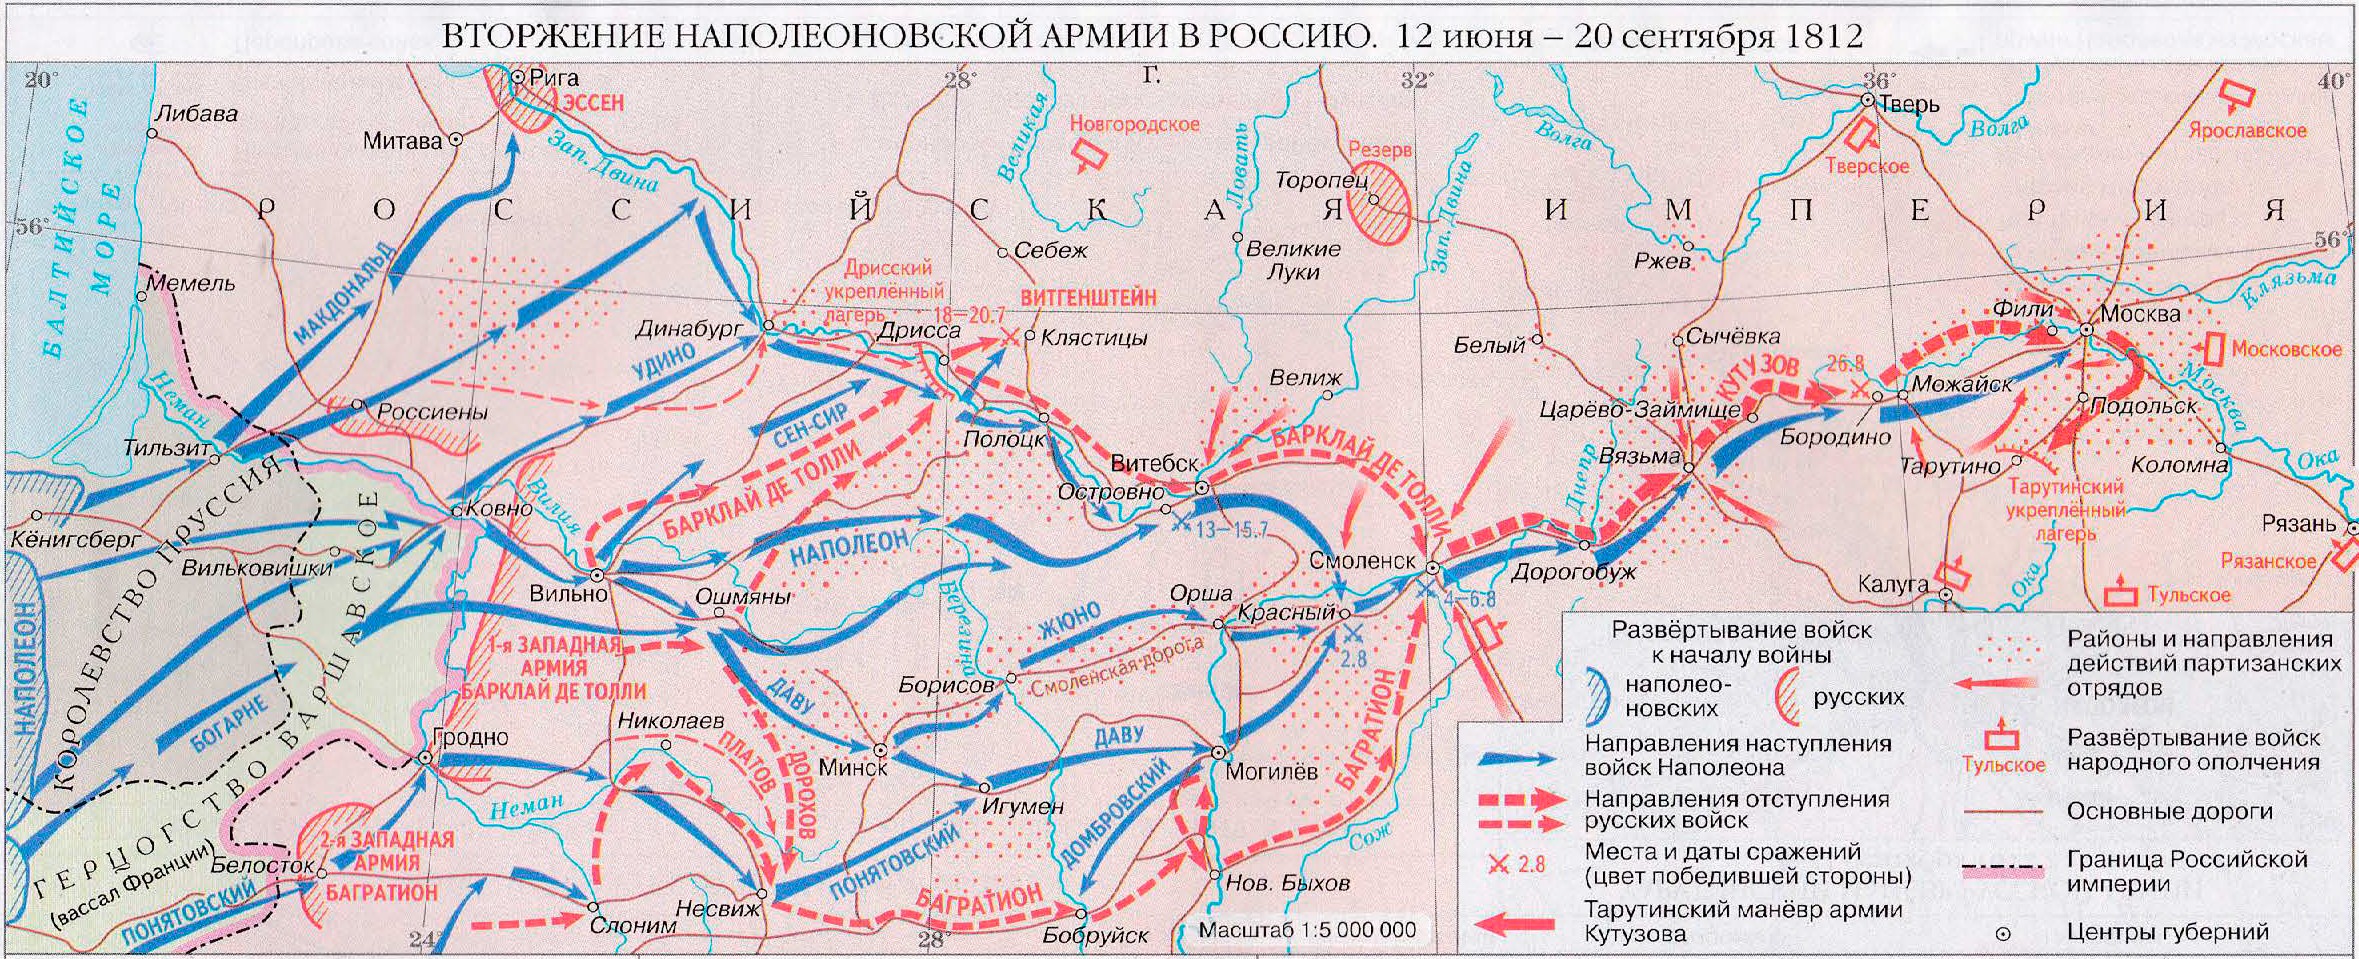 ВТОРЖЕНИЕ НАПОЛЕОНОВСКОЙ АРМИИ В РОССИЮ. 12 июня – 20 сентября 1812
г.
20°
28°
32°
36°
40°
БАЛТИЙСКОЕ
МОРЕ
Либава
Рига
ЭССЕН
Митава
Зап. Двина
Великая
Новгородское
Ловать
Резерв
Торопец
Зап. Двина
Волга
Тверь
Тверское
Волга
Ярославское
РОССИЙСКАЯ ИМПЕРИЯ
56°
56°
Мемель
МАКДОНАЛЬД
Себеж
Великие
Луки
Ржев
Клязьма
Дрисский
укреплённый
лагерь
18–20.7
ВИТГЕНШТЕЙН
Динабург
Дрисса
Клястицы
Белый
Сычёвка
Фили
Москва
Московское
Неман
УДИНО
Россиены
СЕН-СИР
Велиж
КУТУЗОВ
26.8
Можайск
Москва
Царёво-Займище
Подольск
Тильзит
Полоцк
Бородино
БАРКЛАЙ ДЕ ТОЛЛИ
БАРКЛАЙ ДЕ ТОЛЛИ
Витебск
Вязьма
Тарутино
Коломна
Ока
Днепр
Островно
Тарутинский
укреплённый
лагерь
Ковно
Вилия
13–15.7
НАПОЛЕОН
Рязань
Рязанское
Кёнигсберг
Вильковишки
Вильно
Смоленск
Дорогобуж
Калуга
Ока
Тульское
4–6.8
Ошмяны
Березина
Орша
Красный
ЖЮНО
2.8
Смоленская дорога
НАПОЛЕОН
КОРОЛЕВСТВО ПРУССИЯ
1-я ЗАПАДНАЯ
АРМИЯ
БАРКЛАЙ ДЕ ТОЛЛИ
ДАВУ
Борисов
БОГАРНЕ
Николаев
ПЛАТОВ
ДОРОХОВ
Гродно
Минск
ДАВУ
Могилёв
БАГРАТИОН
Игумен
Неман
ДОМБРОВСКИЙ
Сож
ГЕРЦОГСТВО ВАРШАВСКОЕ
(вассал Франции)
2-я ЗАПАДНАЯ
АРМИЯ
БАГРАТИОН
Белосток
ПОНЯТОВСКИЙ
ПОНЯТОВСКИЙ
Нов. Быхов
БАГРАТИОН
Несвиж
Слоним
Бобруйск
24°
28°
Масштаб 1:5 000 000
Развёртывание войск
к началу войны
наполео-
новских
русских
Направления наступления
войск Наполеона
Направления отступления
русских войск
2.8
Места и даты сражений
(цвет победившей стороны)
Тарутинский манёвр армии
Кутузова
Районы и направления
действий партизанских
отрядов
Тульское
Развёртывание войск
народного ополчения
Основные дороги
Граница Российской
империи
Центры губерний